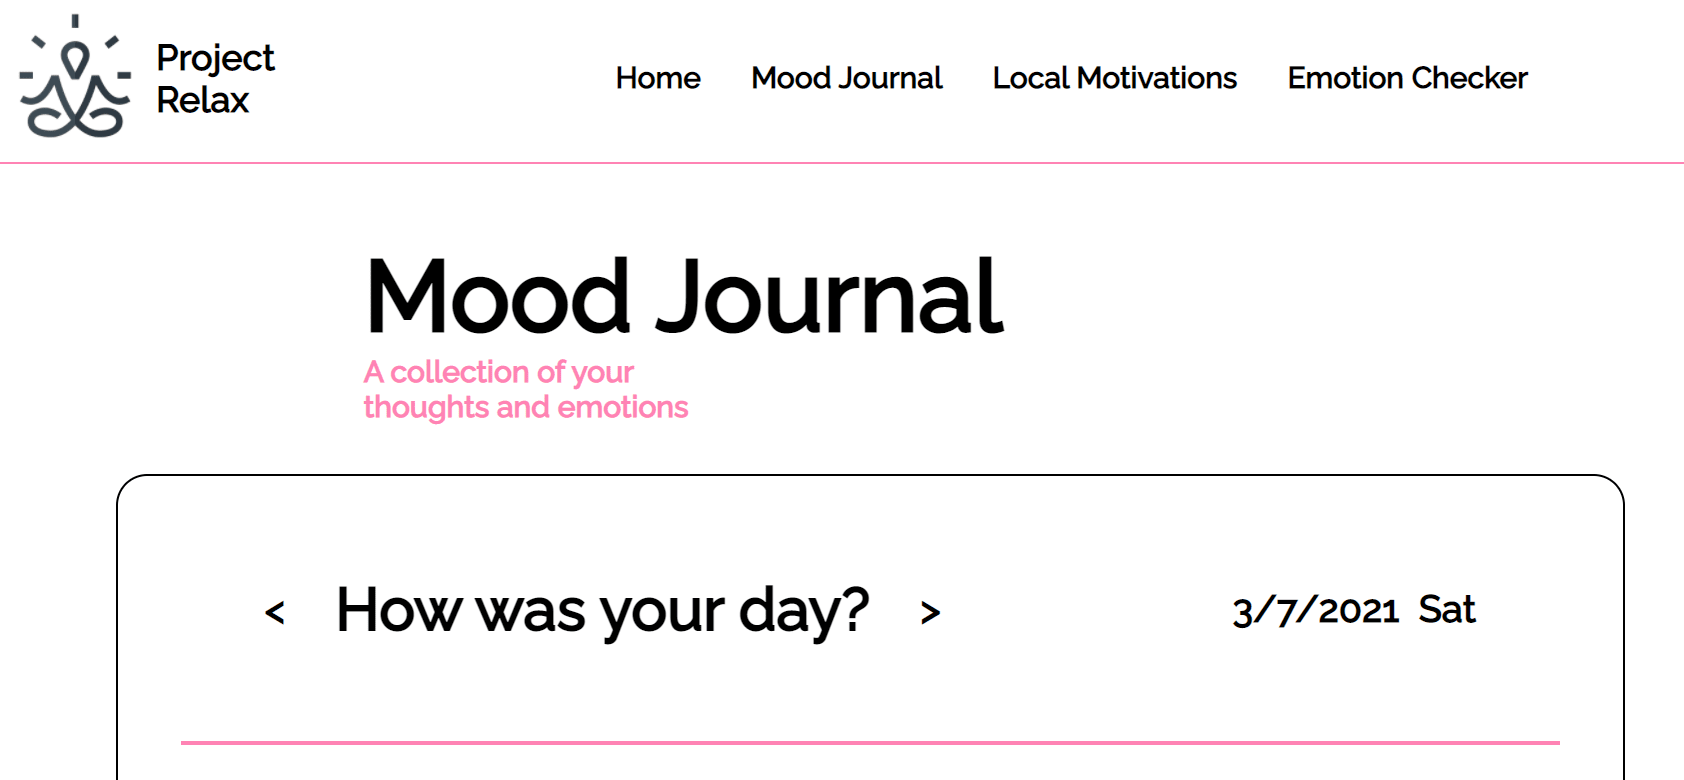 Project
Relax
Home Mood Journal Local Motivations Emotion Checker
Mood Journal
A collection of your
thoughts and emotions
< How was your day? > 3/7/2021 Sat